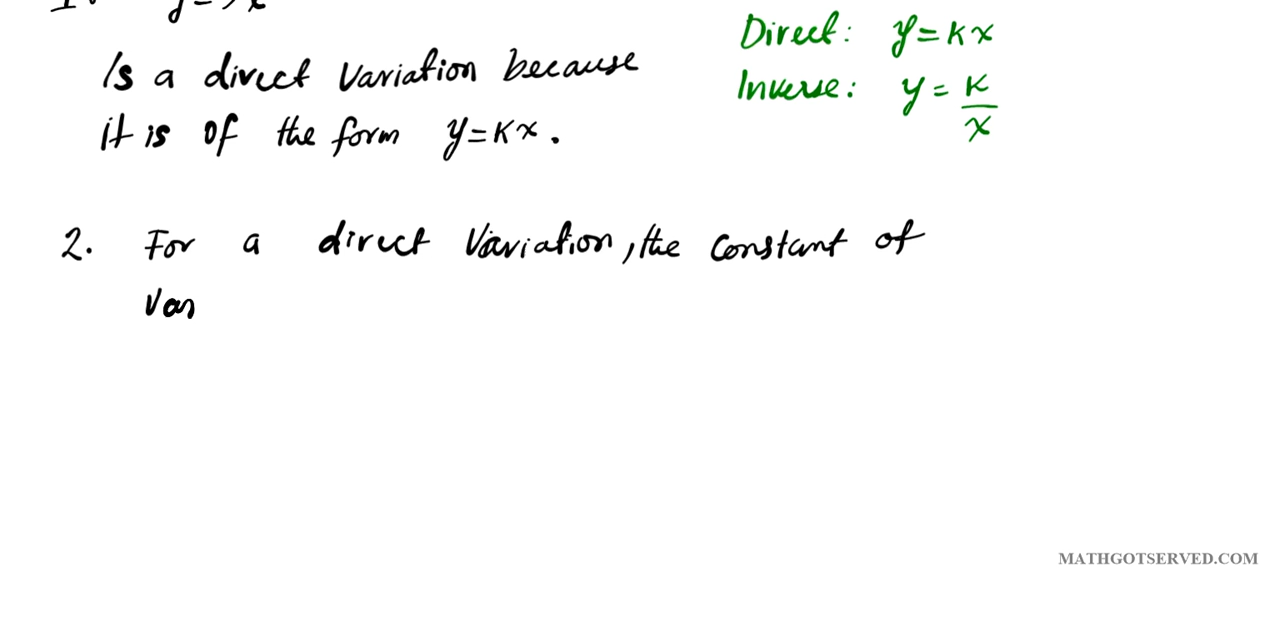 Is a direct Variation because
it is of the form y=kx.
Direct: y=kx
Inverse: y=k/x
2. For a direct Variation, the Constant of
Var
MATHGOTSERVED.COM